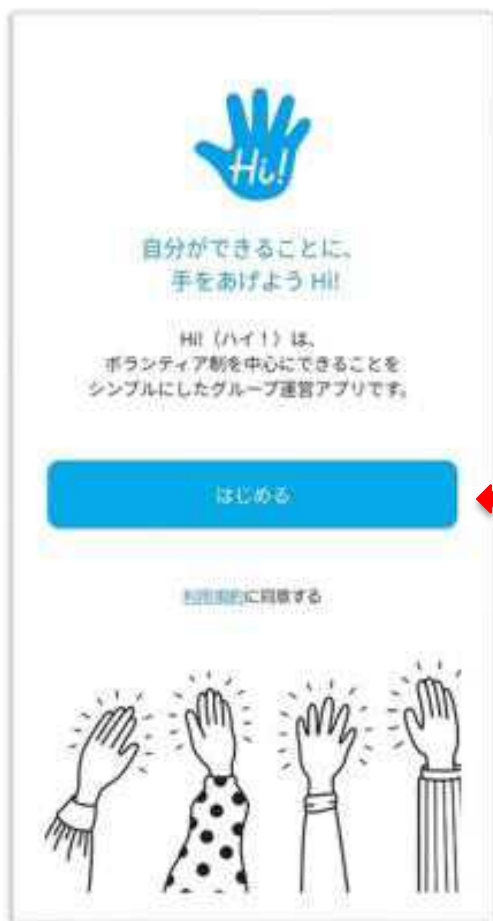 Hi!
自分ができることに、
手をあげよう Hi!
Hi!（ハイ！）は、
ボランティア制を中心にできることを
シンプルにしたグループ運営アプリです。
はじめる
利用規約に同意する